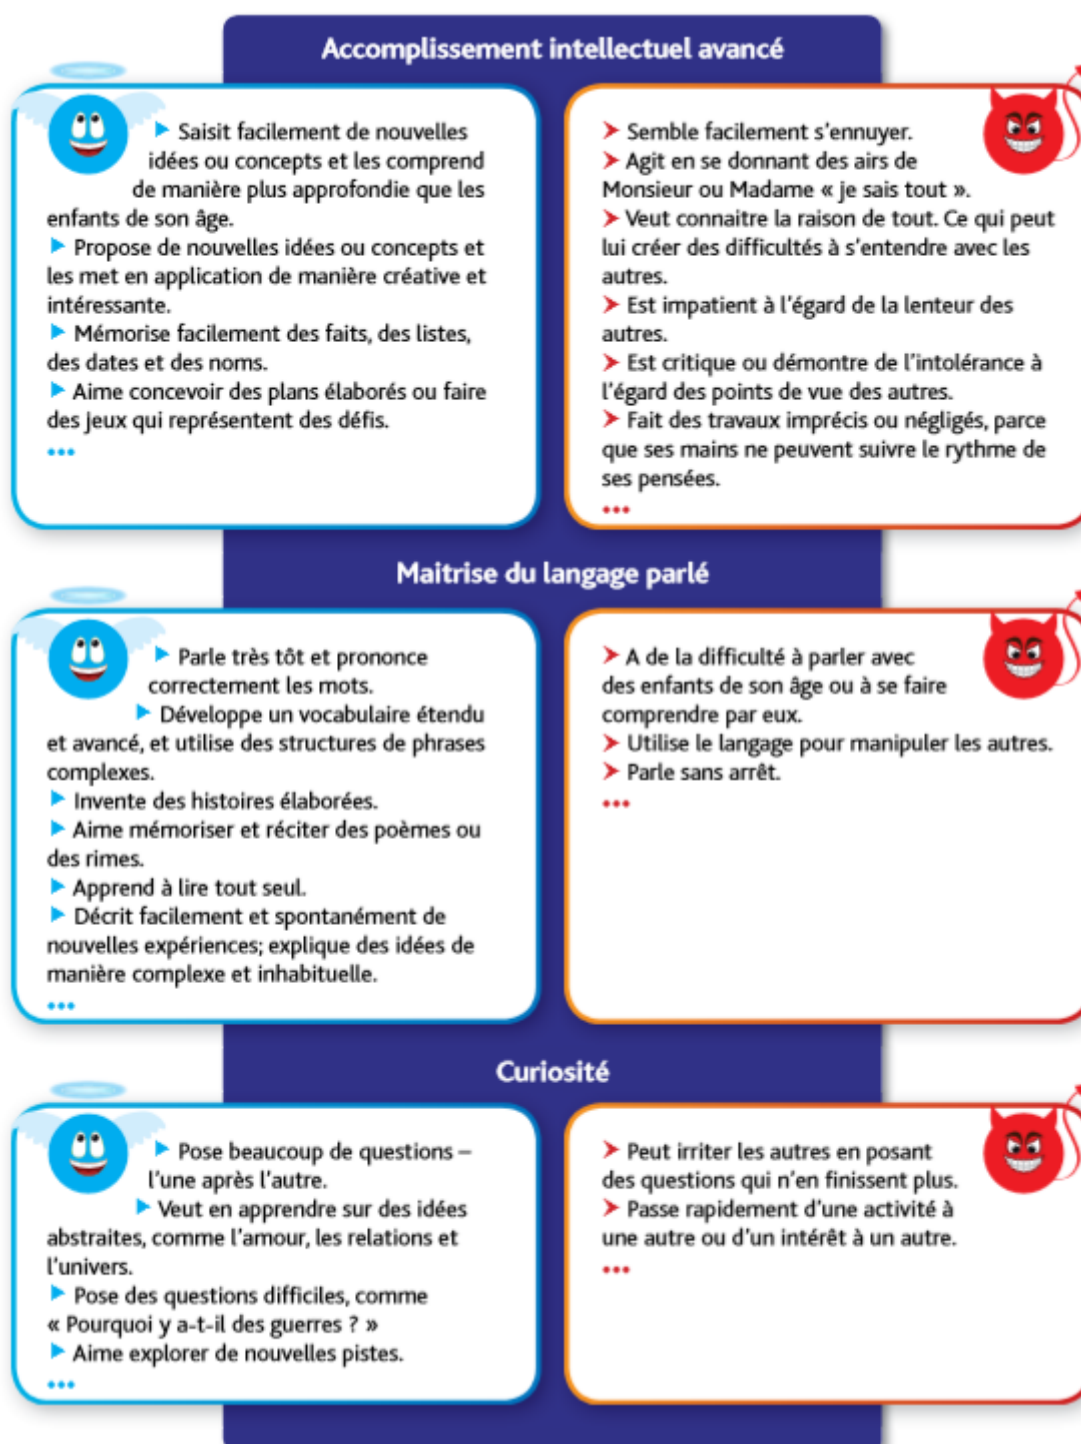 Accomplissement intellectuel avancé
► Saisit facilement de nouvelles
idées ou concepts et les comprend
de manière plus approfondie que les
enfants de son âge.
► Propose de nouvelles idées ou concepts et
les met en application de manière créative et
intéressante.
► Mémorise facilement des faits, des listes,
des dates et des noms.
► Aime concevoir des plans élaborés ou faire
des jeux qui représentent des défis.
...
➤ Semble facilement s'ennuyer.
➤ Agit en se donnant des airs de
Monsieur ou Madame « je sais tout ».
➤ Veut connaitre la raison de tout. Ce qui peut
lui créer des difficultés à s'entendre avec les
autres.
➤ Est impatient à l'égard de la lenteur des
autres.
➤ Est critique ou démontre de l'intolérance à
l'égard des points de vue des autres.
➤ Fait des travaux imprécis ou négligés, parce
que ses mains ne peuvent suivre le rythme de
ses pensées.
...
Maitrise du langage parlé
► Parle très tôt et prononce
correctement les mots.
► Développe un vocabulaire étendu
et avancé, et utilise des structures de phrases
complexes.
► Invente des histoires élaborées.
► Aime mémoriser et réciter des poèmes ou
des rimes.
► Apprend à lire tout seul.
► Décrit facilement et spontanément de
nouvelles expériences; explique des idées de
manière complexe et inhabituelle.
...
➤ A de la difficulté à parler avec
des enfants de son âge ou à se faire
comprendre par eux.
➤ Utilise le langage pour manipuler les autres.
➤ Parle sans arrêt.
...
Curiosité
► Pose beaucoup de questions –
l'une après l'autre.
► Veut en apprendre sur des idées
abstraites, comme l'amour, les relations et
l'univers.
► Pose des questions difficiles, comme
« Pourquoi y a-t-il des guerres ? »
► Aime explorer de nouvelles pistes.
...
➤ Peut irriter les autres en posant
des questions qui n'en finissent plus.
➤ Passe rapidement d'une activité à
une autre ou d'un intérêt à un autre.
...